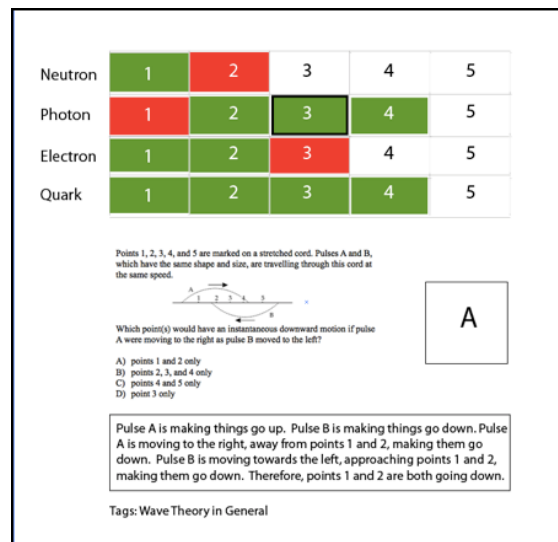 Neutron 1 2 3 4 5
Photon 1 2 3 4 5
Electron 1 2 3 4 5
Quark 1 2 3 4 5
Points 1, 2, 3, 4, and 5 are marked on a stretched cord. Pulses A and B,
which have the same shape and size, are travelling through this cord at
the same speed.
A
1 2 3 4 5
B
Which point(s) would have an instantaneous downward motion if pulse
A were moving to the right as pulse B moved to the left?
A) points 1 and 2 only
B) points 2, 3, and 4 only
C) points 4 and 5 only
D) point 3 only
A
Pulse A is making things go up. Pulse B is making things go down. Pulse
A is moving to the right, away from points 1 and 2, making them go
down. Pulse B is moving towards the left, approaching points 1 and 2,
making them go down. Therefore, points 1 and 2 are both going down.
Tags: Wave Theory in General